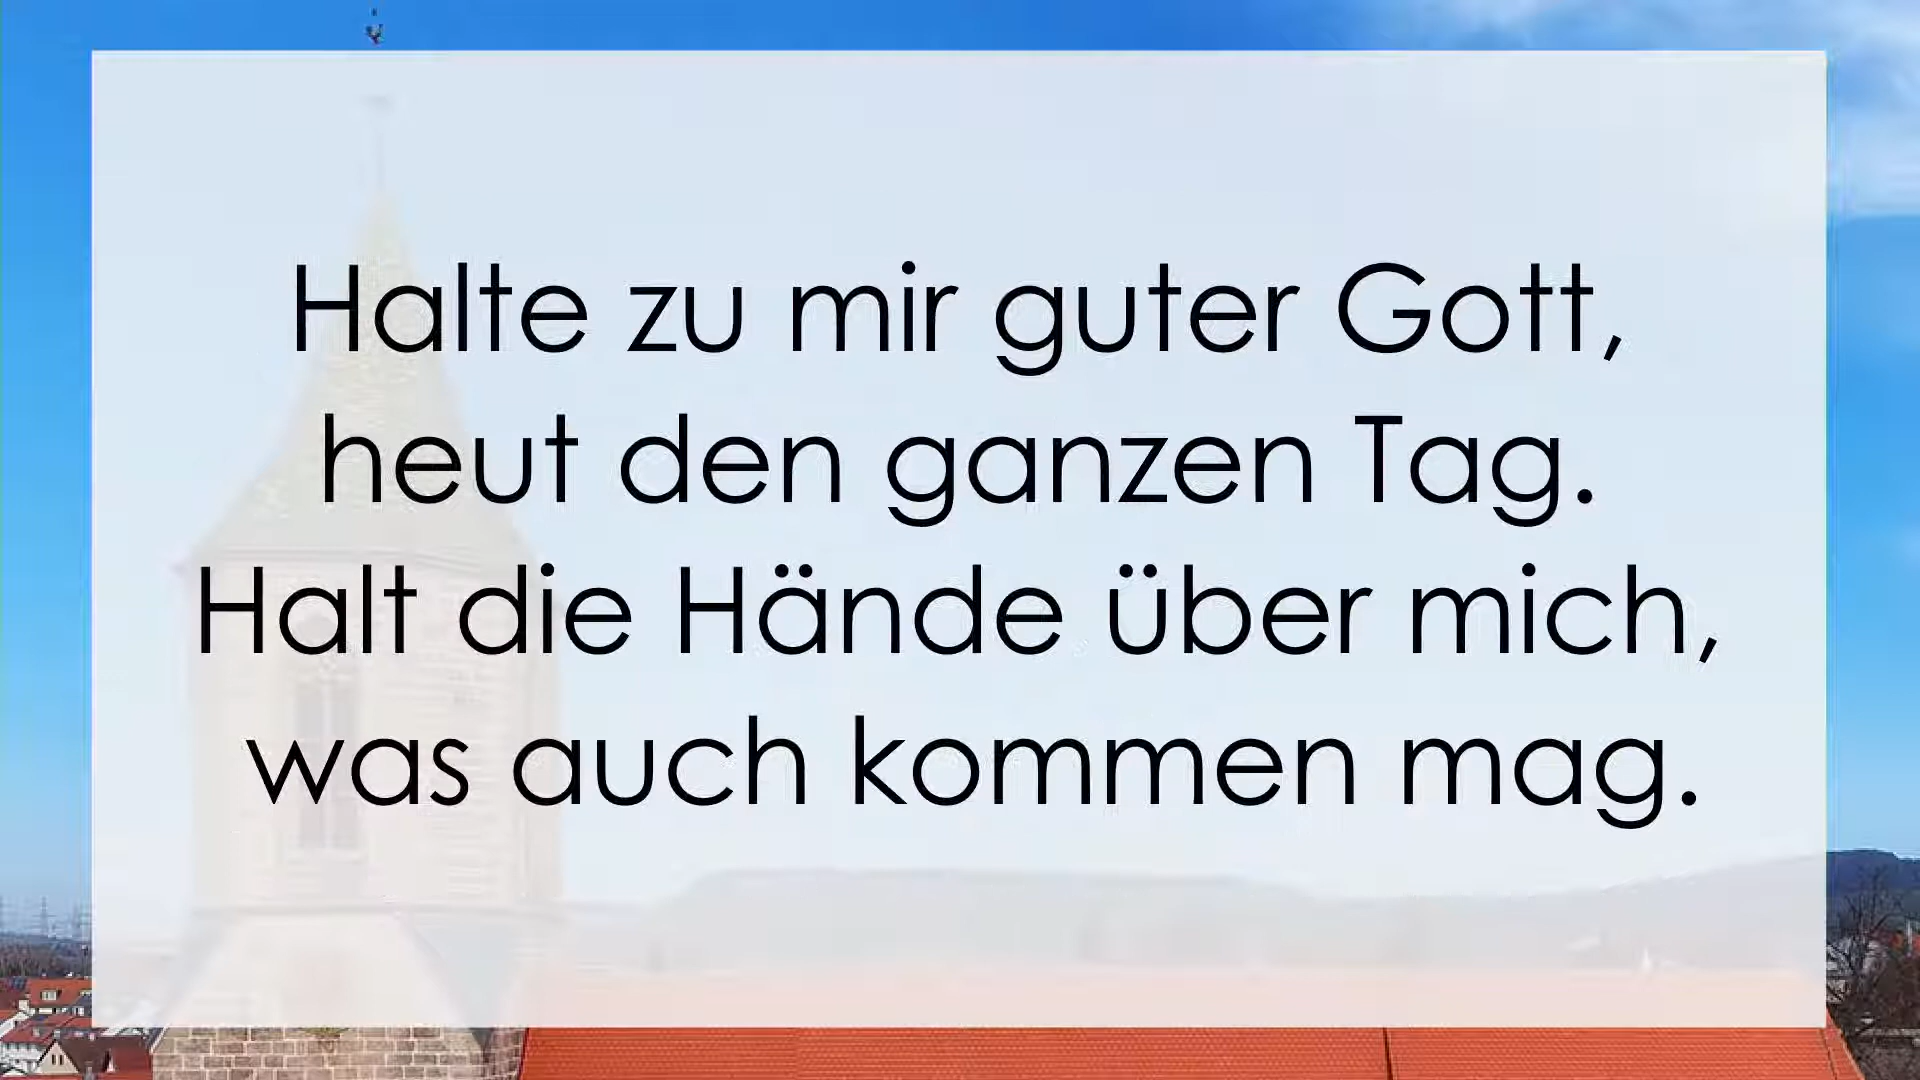 Halte zu mir guter Gott,
heut den ganzen Tag.
Halt die Hände über mich,
was auch kommen mag.